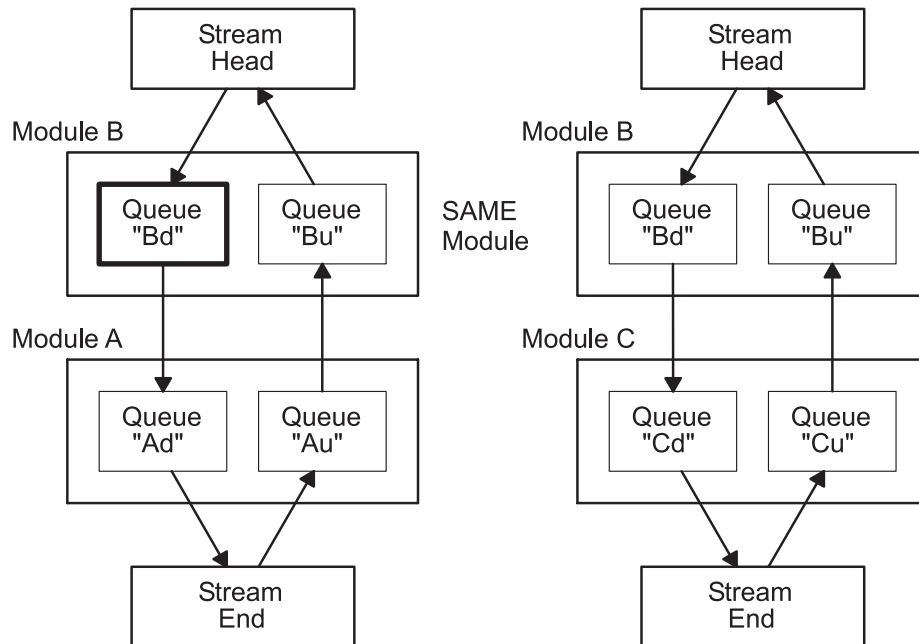 Stream
Head
Stream
Head
Module B
Module B
Queue
"Bd"
Queue
"Bu"
SAME
Module
Queue
"Bd"
Queue
"Bu"
Module A
Module C
Queue
"Ad"
Queue
"Au"
Queue
"Cd"
Queue
"Cu"
Stream
End
Stream
End